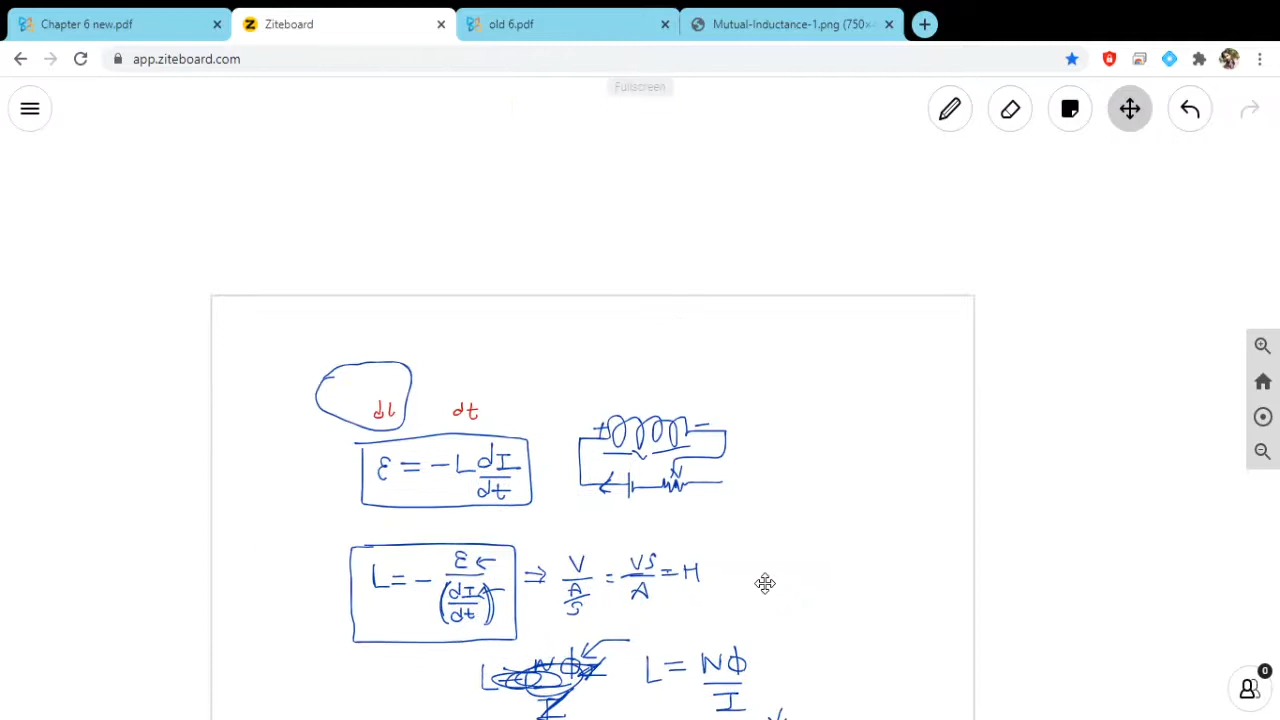 Chapter 6 new.pdf
Ziteboard
old 6.pdf
Mutual-Inductance-1.png (750×
app.ziteboard.com
Fullscreen
dI dt
ε = - L dI/dt
+ -
L = - ε/(dI/dt) ⇒ V/(A/S) = VS/A = H
L = Nφ/I
0